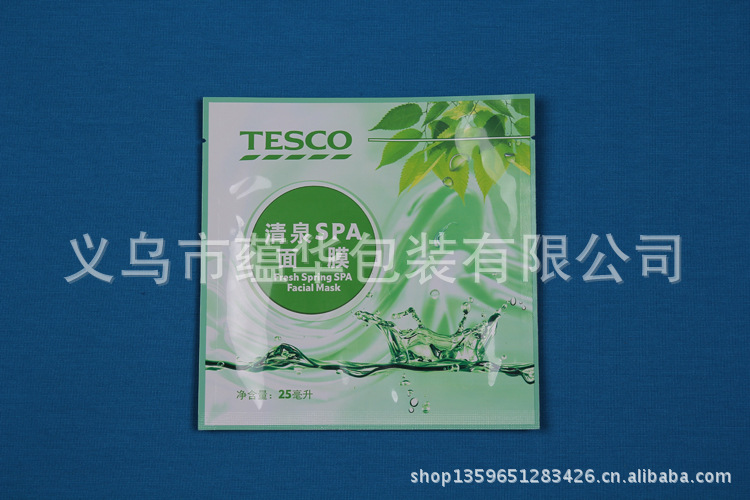 TESCO
清泉SPA
面膜
Fresh Spring SPA
Facial Mask
义乌市蕴华包装有限公司
净含量：25毫升
shop1359651283426.cn.alibaba.com